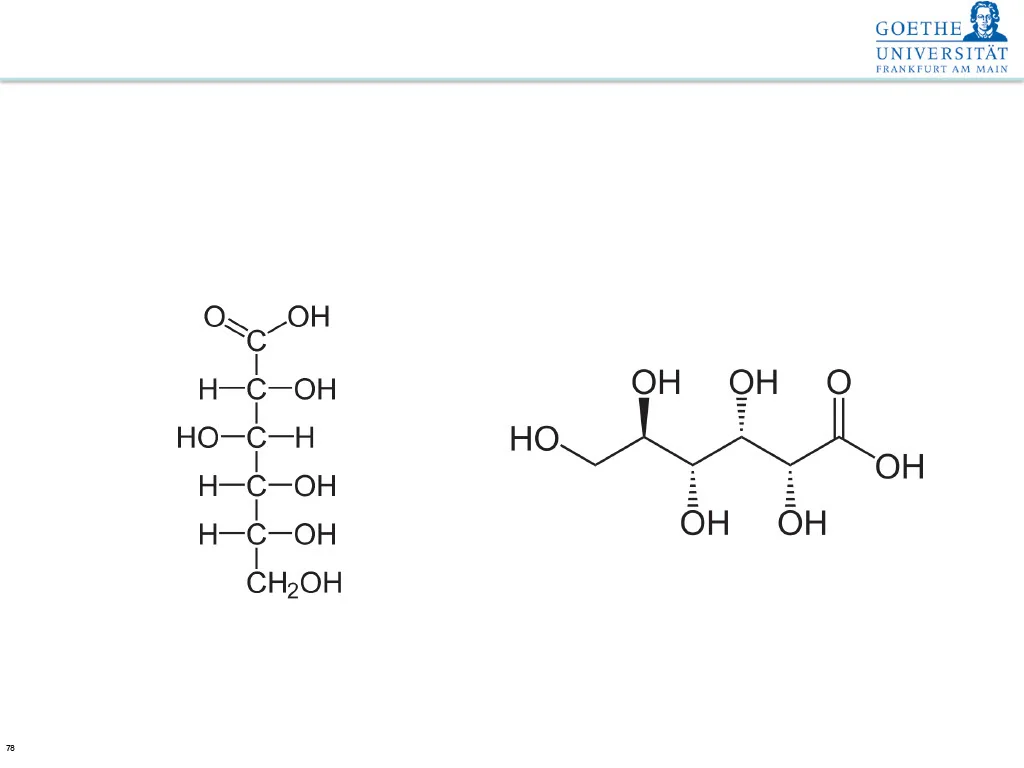 GOETHE
UNIVERSITÄT
FRANKFURT AM MAIN
O OH
C
H C OH
HO C H
H C OH
H C OH
CH2OH
OH OH O
HO
OH
OH OH
78